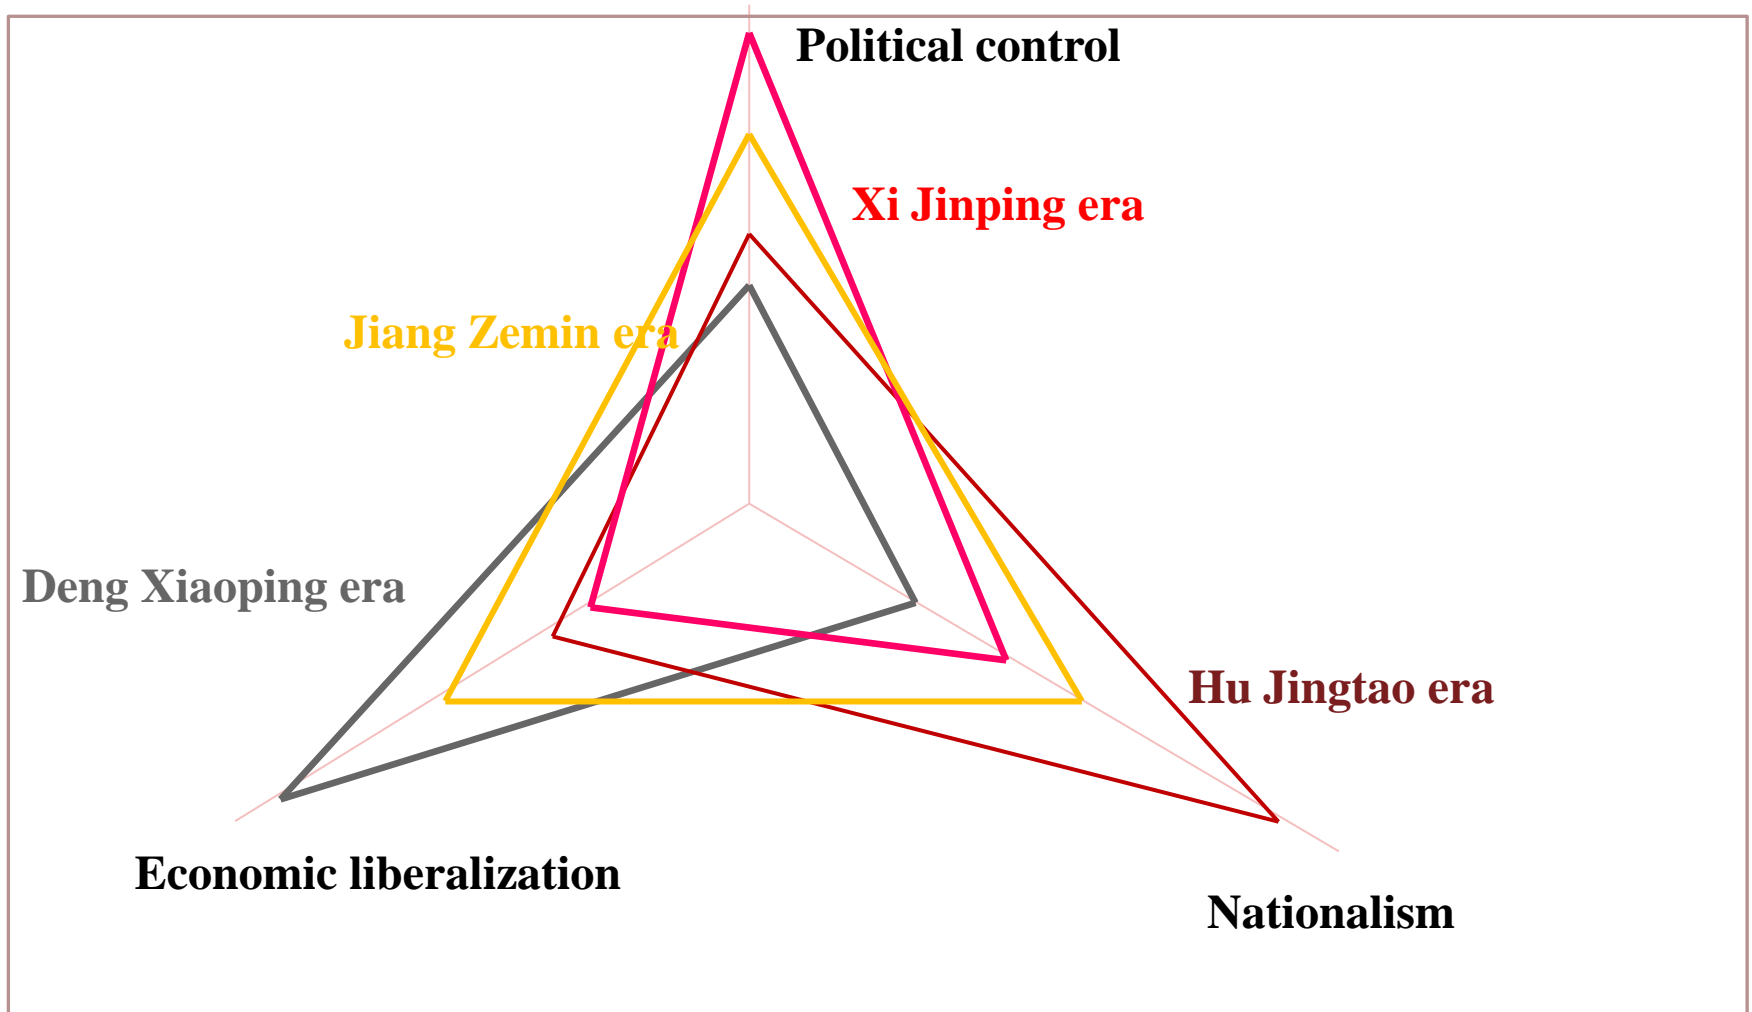 Political control
Xi Jinping era
Jiang Zemin era
Deng Xiaoping era
Hu Jingtao era
Economic liberalization
Nationalism